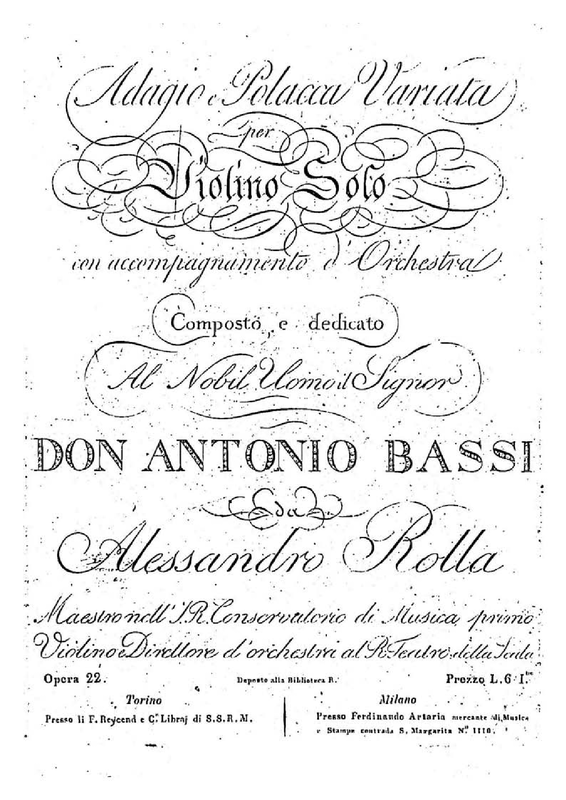 Adagio e Polacca Variata
per
Violino Solo
con accompagnamento d'Orchestra
Composto e dedicato
Al Nobil Uomo il Signor
DON ANTONIO BASSI
da
Alessandro Rolla
Maestro nell' I. R. Conservatorio di Musica, primo
Violino e Direttore d'orchestra al R. Teatro della Scala
Opera 22.
Deposto alla Biblioteca R.
Prezzo L. 6 I.
Torino
Presso li F. Reycend e C. Libraj di S.S.R.M.
Milano
Presso Ferdinando Artaria mercante di Musica
e Stampe contrada S. Margarita N.º 1110.